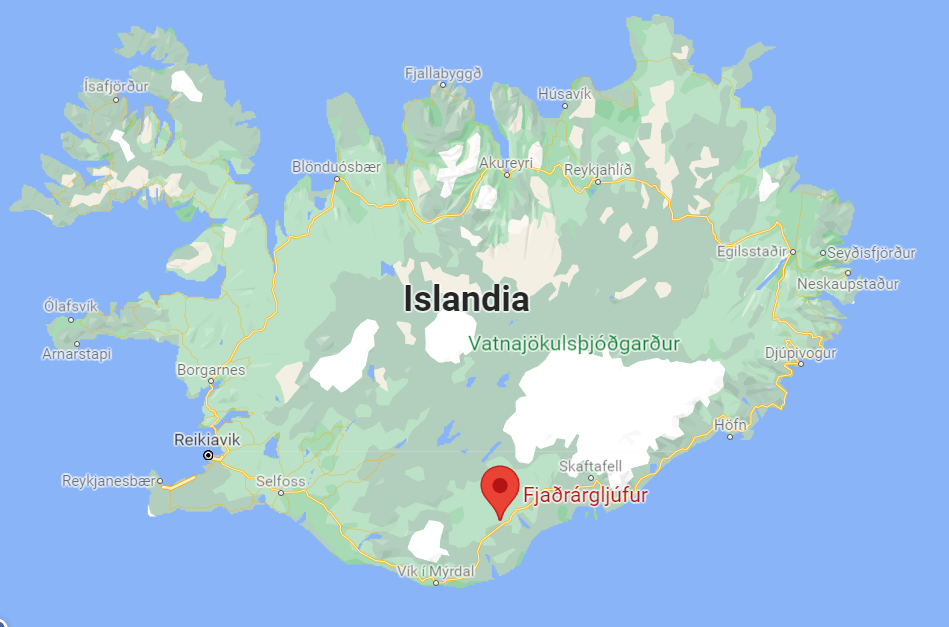 Fjallabyggð
Ísafjörður
Húsavík
Blönduósbær
Akureyri
Reykjahlíð
Egilsstaðir
Seyðisfjörður
Neskaupstaður
Islandia
Ólafsvík
Vatnajökulsþjóðgarður
Arnarstapi
Djúpivogur
Borgarnes
Höfn
Reikiavik
Skaftafell
Reykjanesbær
Selfoss
Fjaðrárgljúfur
Vík í Mýrdal